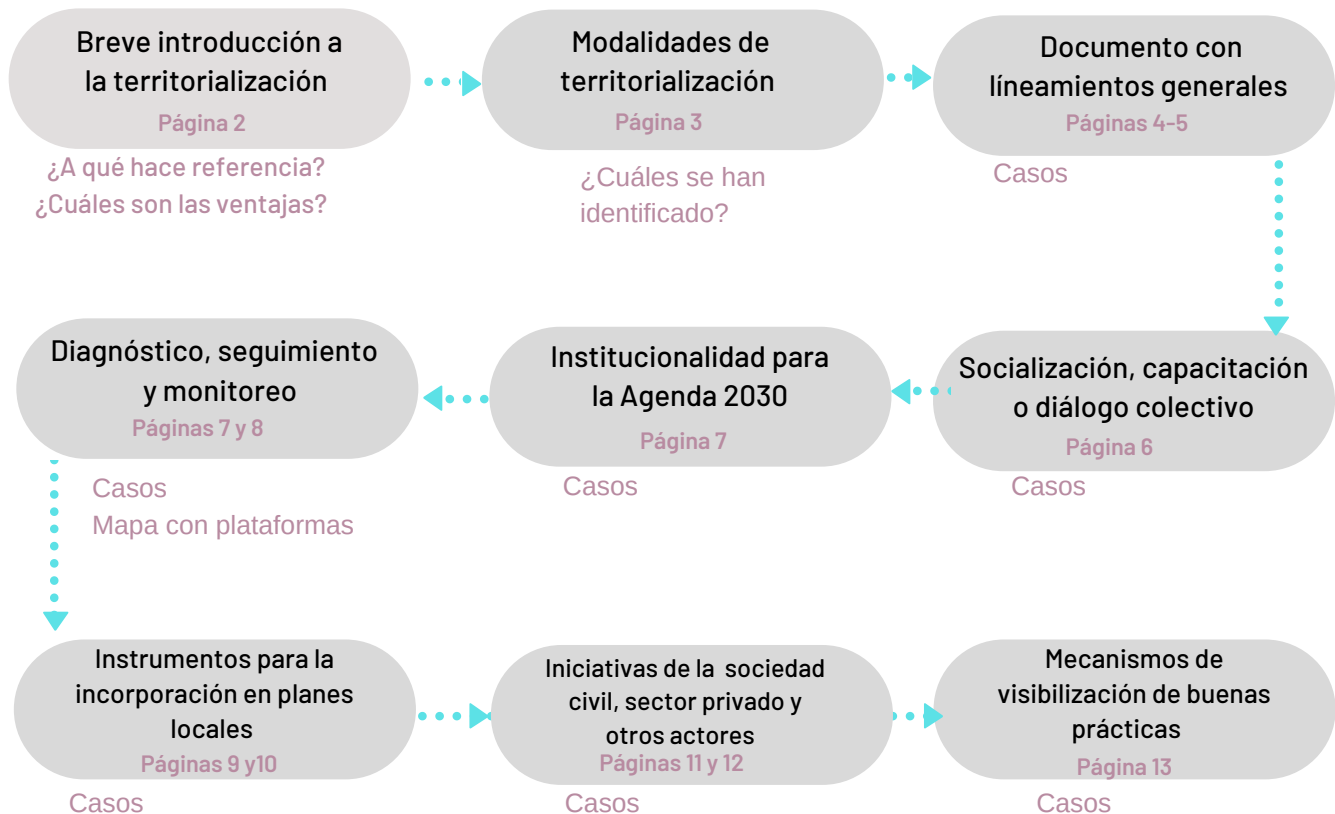 Breve introducción a
la territorialización
Página 2
¿A qué hace referencia?
¿Cuáles son las ventajas?
Modalidades de
territorialización
Página 3
¿Cuáles se han
identificado?
Documento con
líneamientos generales
Páginas 4-5
Casos
Socialización, capacitación
o diálogo colectivo
Página 6
Casos
Institucionalidad para
la Agenda 2030
Página 7
Casos
Diagnóstico, seguimiento
y monitoreo
Páginas 7 y 8
Casos
Mapa con plataformas
Instrumentos para la
incorporación en planes
locales
Páginas 9 y10
Casos
Iniciativas de la sociedad
civil, sector privado y
otros actores
Páginas 11 y 12
Casos
Mecanismos de
visibilización de buenas
prácticas
Página 13
Casos